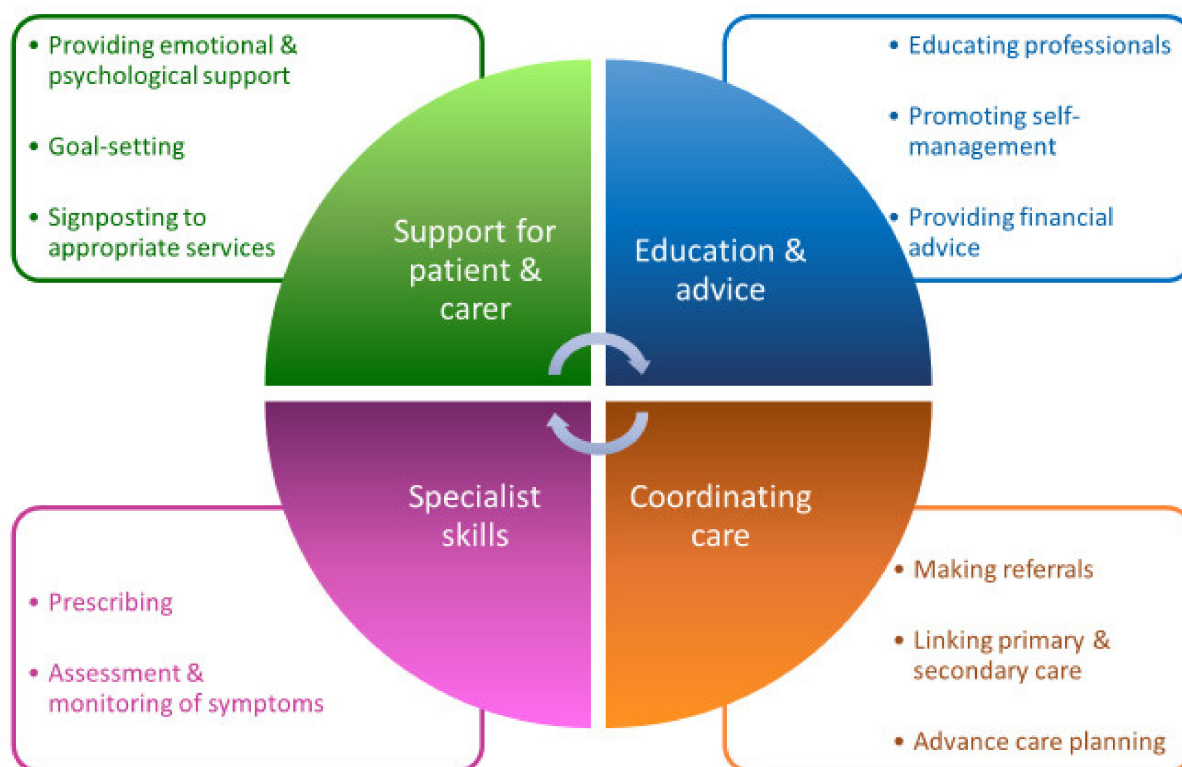 • Providing emotional &
psychological support
• Goal-setting
• Signposting to
appropriate services
• Educating professionals
• Promoting self-
management
• Providing financial
advice
Support for
patient &
carer
Education &
advice
Specialist
skills
Coordinating
care
• Prescribing
• Assessment &
monitoring of symptoms
• Making referrals
• Linking primary &
secondary care
• Advance care planning